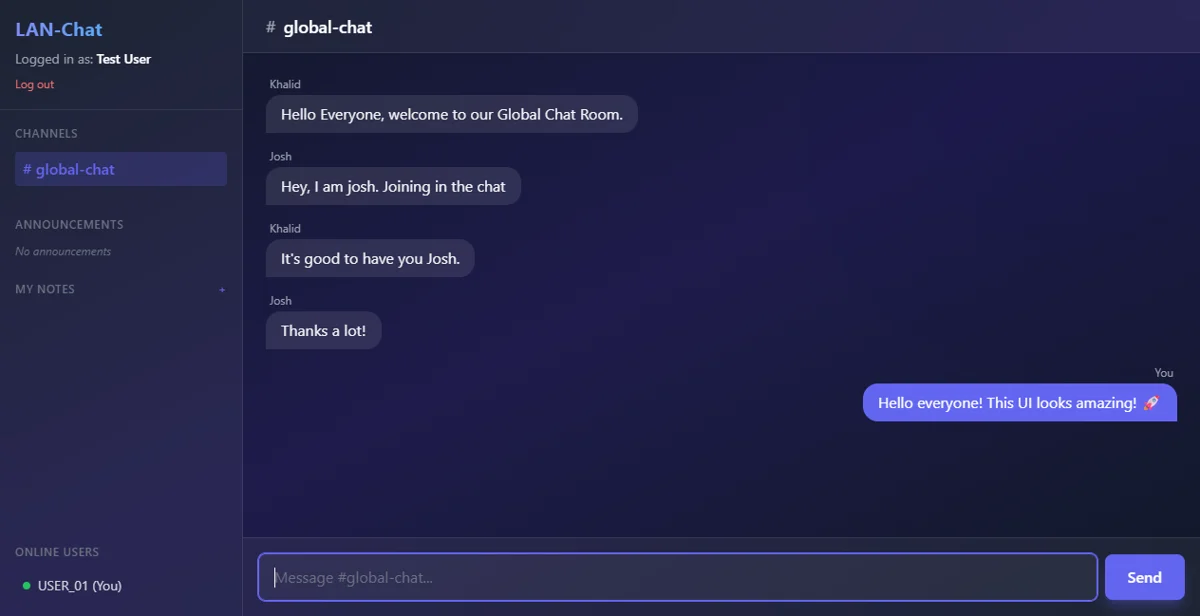 LAN-Chat
Logged in as: Test User
Log out
CHANNELS
# global-chat
ANNOUNCEMENTS
No announcements
MY NOTES +
ONLINE USERS
USER_01 (You)
# global-chat
Khalid
Hello Everyone, welcome to our Global Chat Room.
Josh
Hey, I am josh. Joining in the chat
Khalid
It's good to have you Josh.
Josh
Thanks a lot!
You
Hello everyone! This UI looks amazing! 🚀
Message #global-chat...
Send